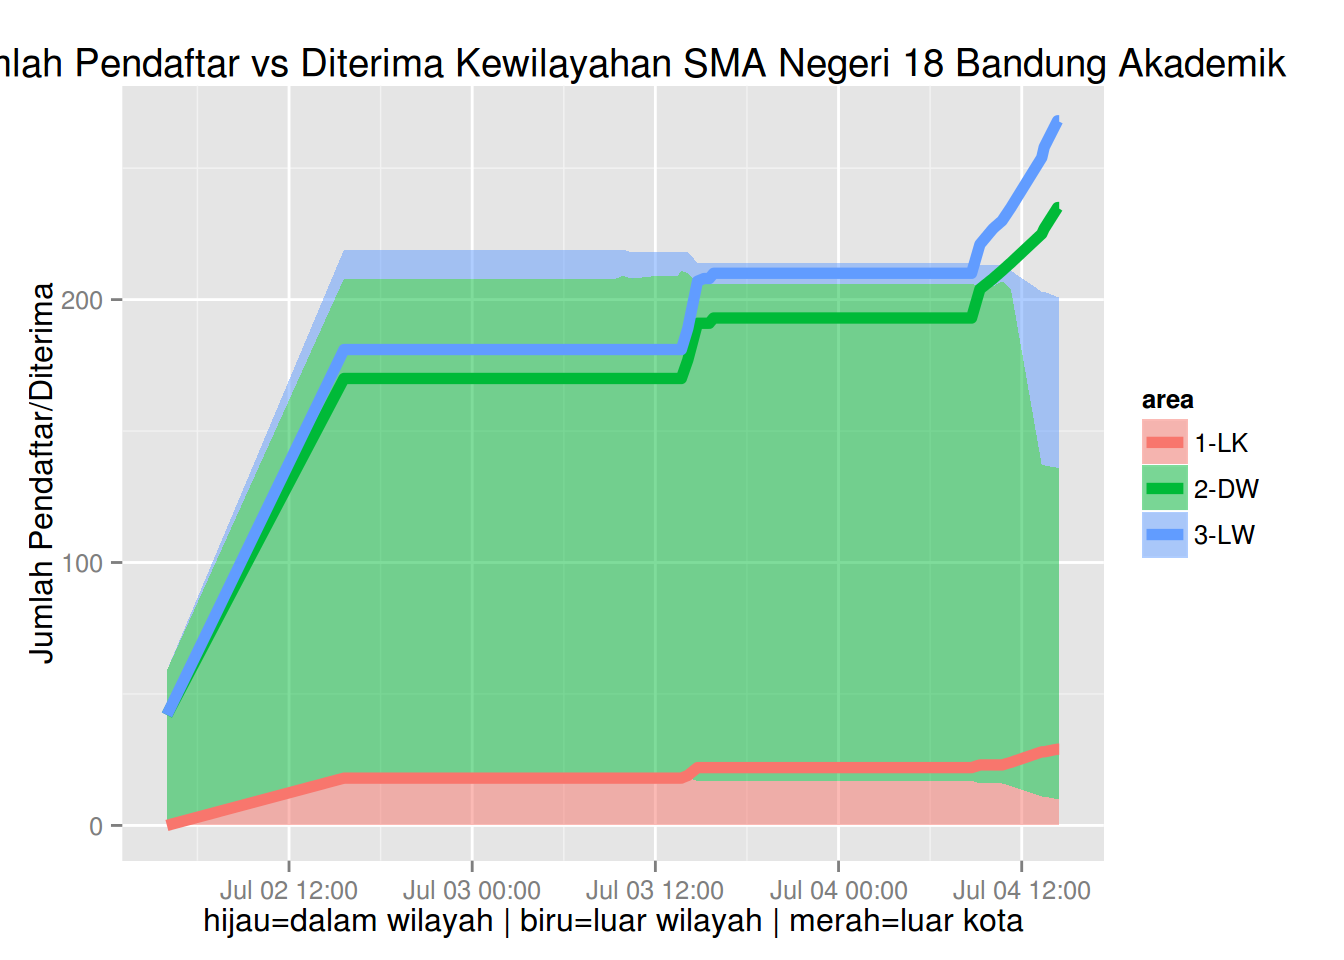 Pendaftar vs Diterima Kewilayahan SMA Negeri 18 Bandung Akademik
Jumlah Pendaftar/Diterima
200
100
0
Jul 02 12:00
Jul 03 00:00
Jul 03 12:00
Jul 04 00:00
Jul 04 12:00
hijau=dalam wilayah | biru=luar wilayah | merah=luar kota
area
1-LK
2-DW
3-LW